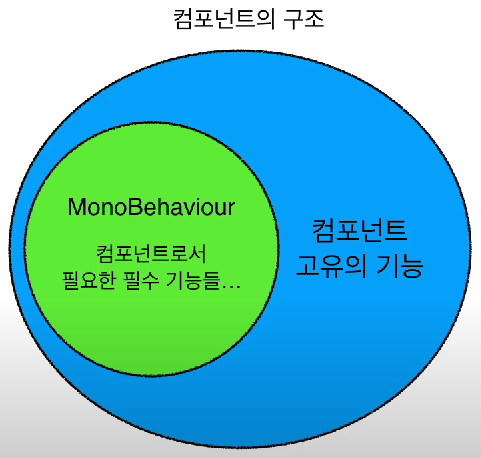 컴포넌트의 구조
MonoBehaviour
컴포넌트로서
필요한 필수 기능들...
컴포넌트
고유의 기능